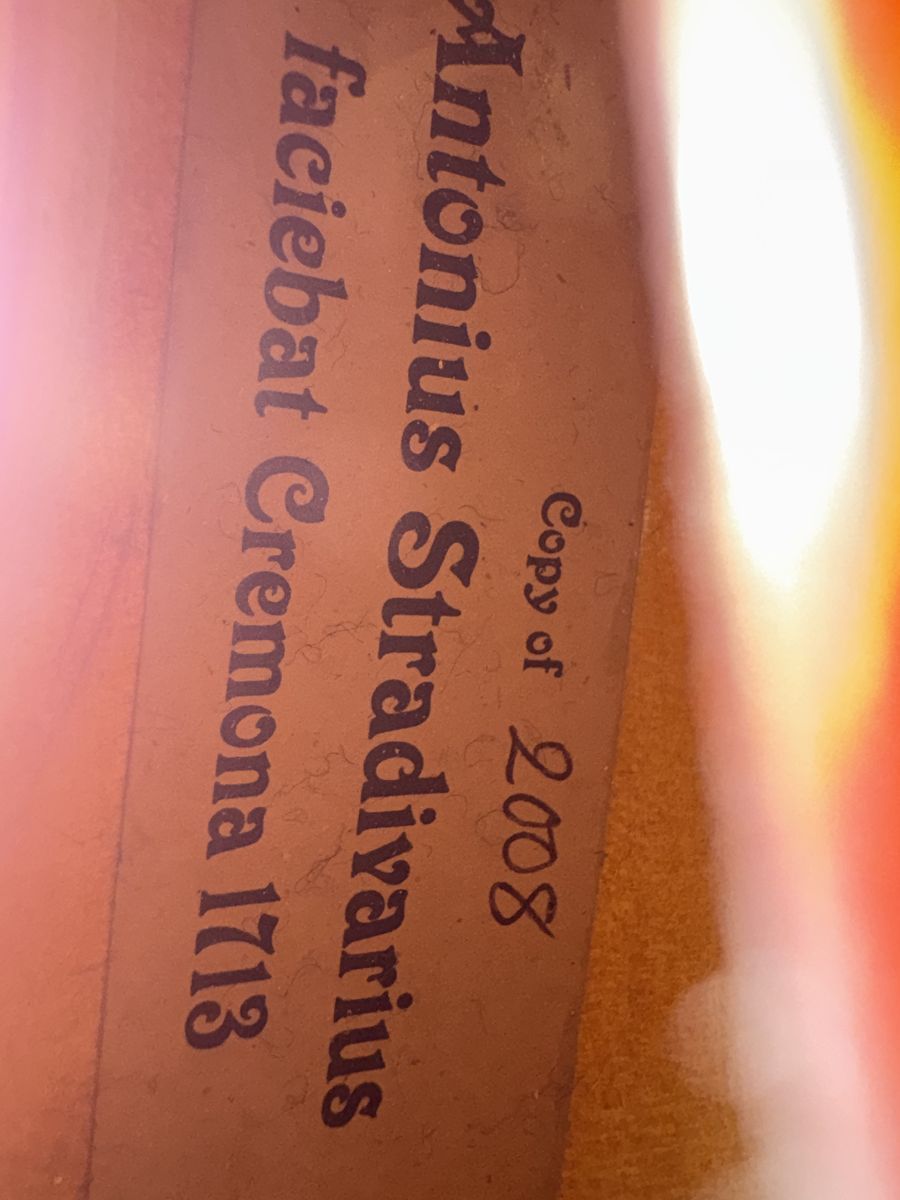 Copy of 2008
Antonius Stradivarius
faciebat Cremona 1713